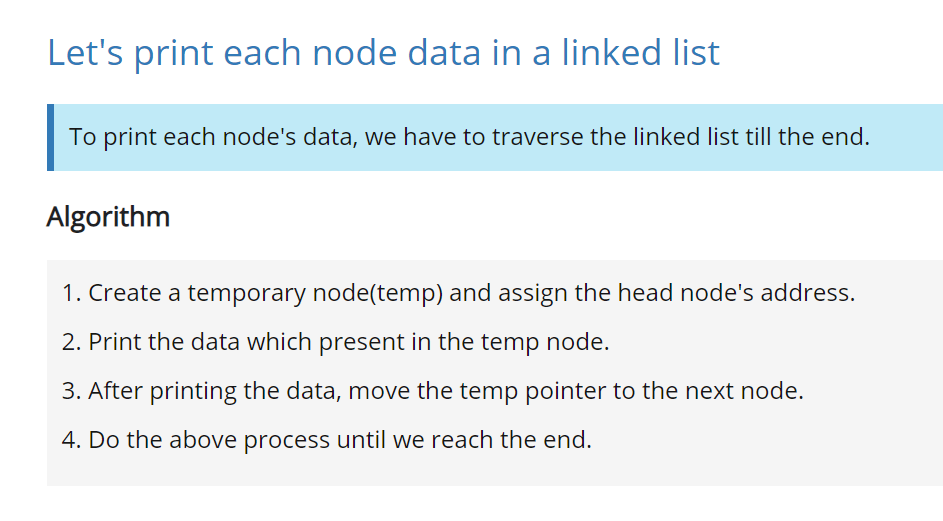 Let's print each node data in a linked list
To print each node's data, we have to traverse the linked list till the end.
Algorithm
1. Create a temporary node(temp) and assign the head node's address.
2. Print the data which present in the temp node.
3. After printing the data, move the temp pointer to the next node.
4. Do the above process until we reach the end.